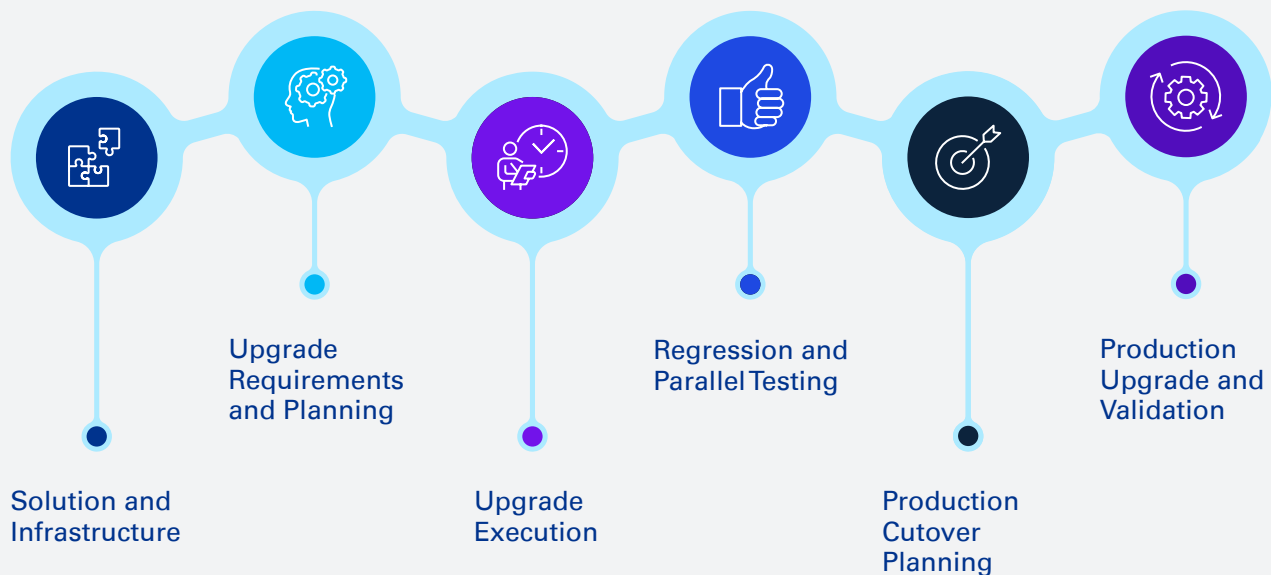 Solution and
Infrastructure
Upgrade
Requirements
and Planning
Upgrade
Execution
Regression and
Parallel Testing
Production
Cutover
Planning
Production
Upgrade and
Validation